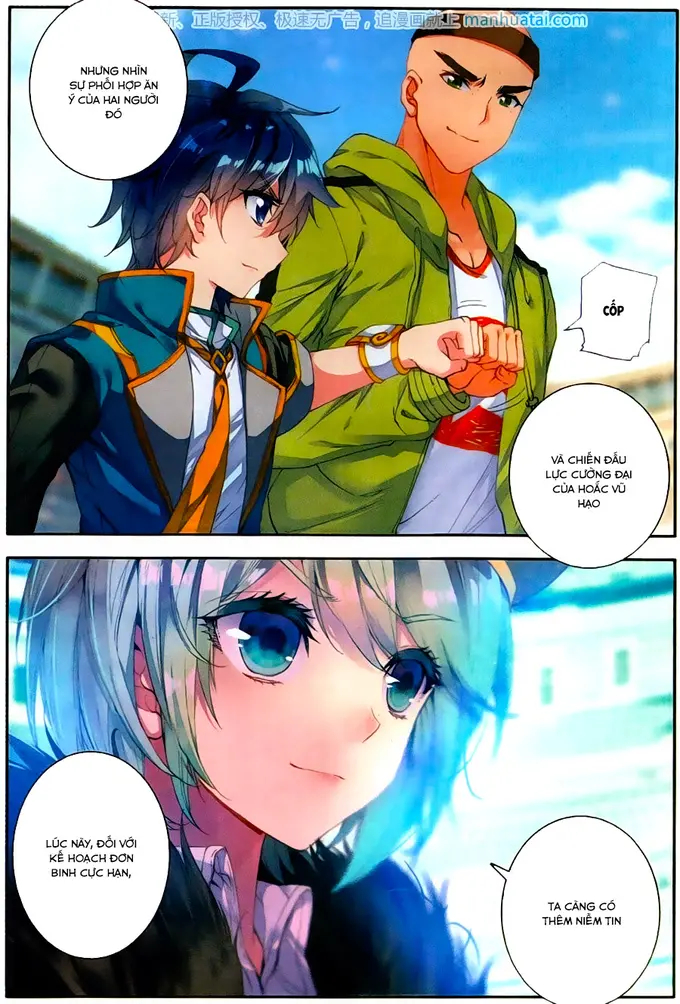 新、正版授权、极速无广告，追漫画就上 manhuatai.com
NHƯNG NHÌN
SỰ PHỐI HỢP ĂN
Ý CỦA HAI NGƯỜI
ĐÓ
CỐP
VÀ CHIẾN ĐẤU
LỰC CƯỜNG ĐẠI
CỦA HOẮC VŨ
HẠO
LÚC NÀY, ĐỐI VỚI
KẾ HOẠCH ĐƠN
BINH CỰC HẠN,
TA CÀNG CÓ
THÊM NIỀM TIN